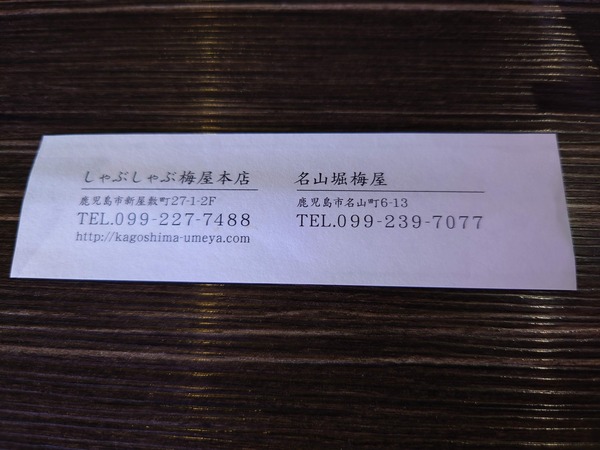 しゃぶしゃぶ梅屋本店
鹿児島市新屋敷町27-1-2F
TEL.099-227-7488
http://kagoshima-umeya.com
名山堀梅屋
鹿児島市名山町6-13
TEL.099-239-7077